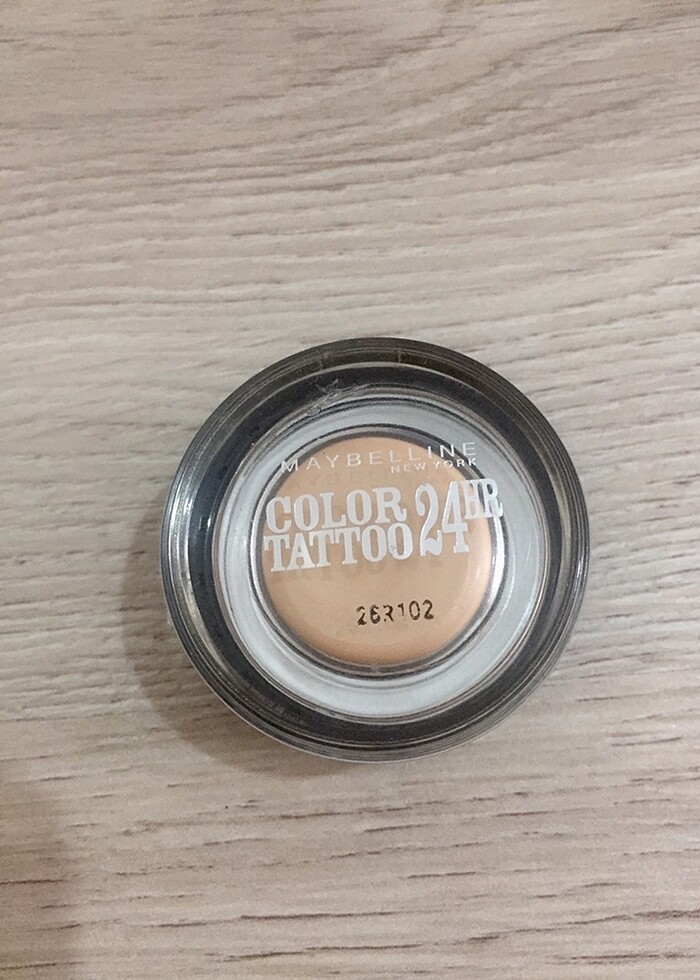 MAYBELLINE
NEW YORK
COLOR
TATTOO 24HR
26R102